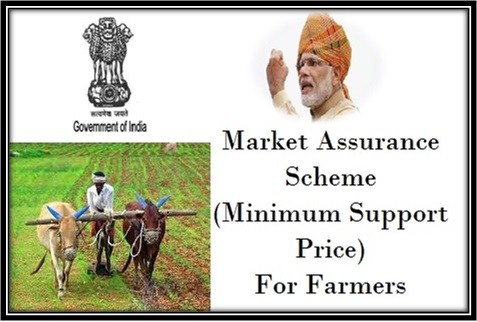 सत्यमेव जयते
Government of India
Market Assurance
Scheme
(Minimum Support
Price)
For Farmers